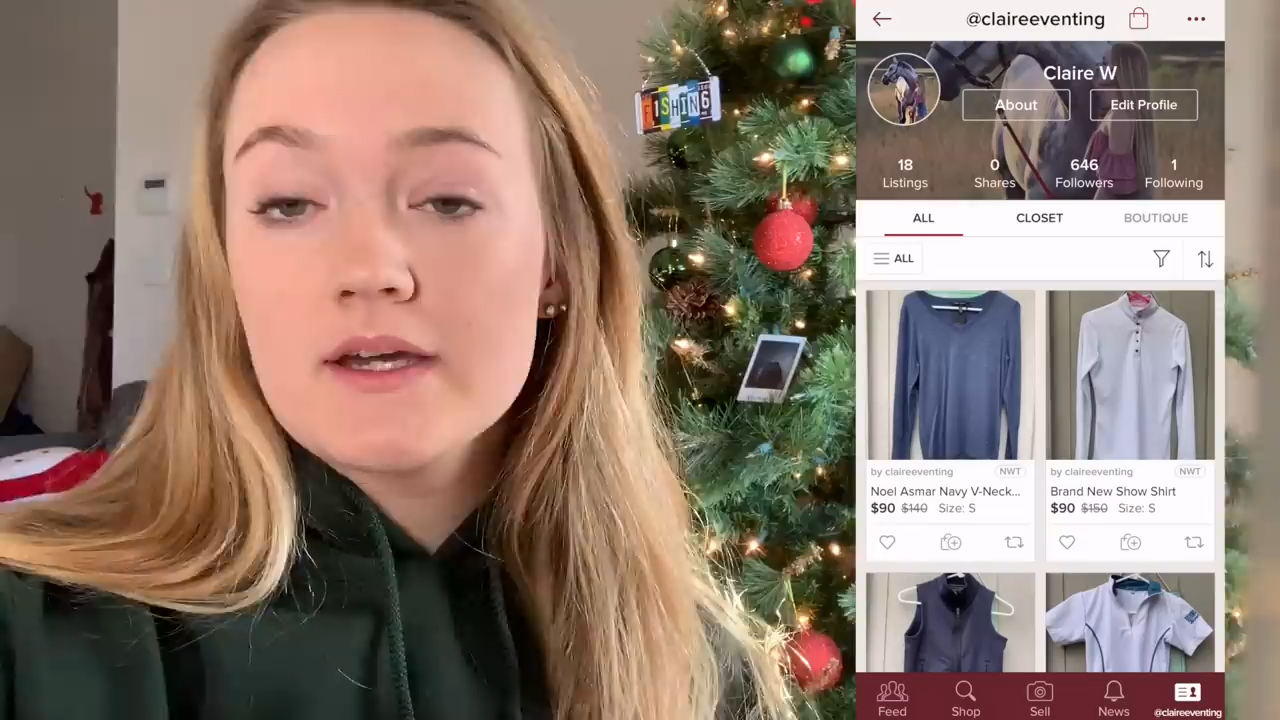 @claireeventing
Claire W
About
Edit Profile
18
0
646
1
Listings
Shares
Followers
Following
ALL
CLOSET
BOUTIQUE
ALL
by claireeventing
NWT
Noel Asmar Navy V-Neck...
$90 $140 Size: S
by claireeventing
NWT
Brand New Show Shirt
$90 $150 Size: S
Feed
Shop
Sell
News
@claireeventing
F1SHIN6